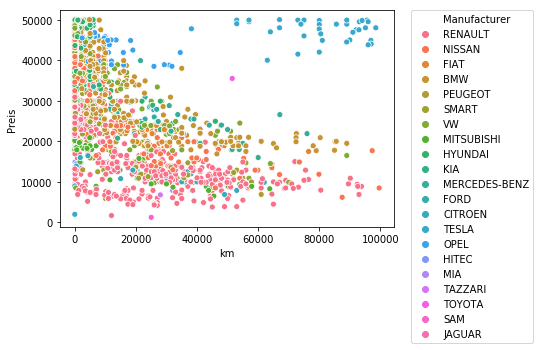 50000
40000
30000
20000
10000
0
Preis
0 20000 40000 60000 80000 100000
km
Manufacturer
RENAULT
NISSAN
FIAT
BMW
PEUGEOT
SMART
VW
MITSUBISHI
HYUNDAI
KIA
MERCEDES-BENZ
FORD
CITROEN
TESLA
OPEL
HITEC
MIA
TAZZARI
TOYOTA
SAM
JAGUAR